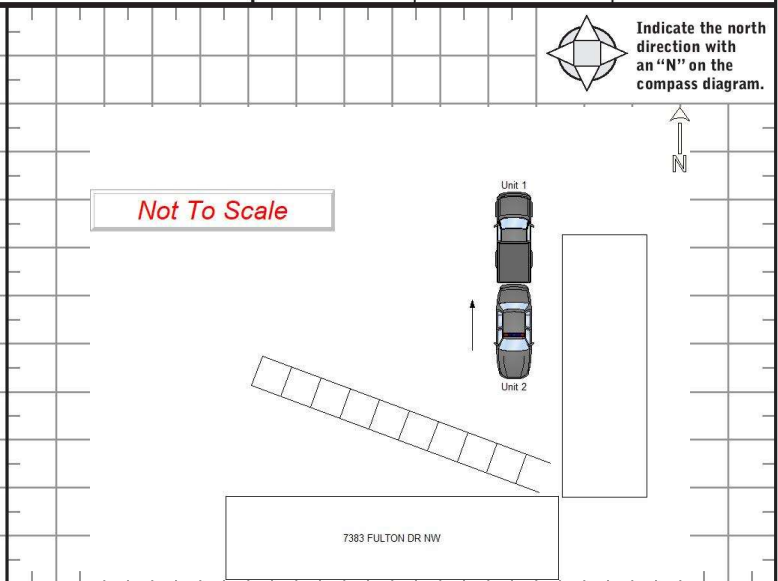 Indicate the north
direction with
an “N” on the
compass diagram.
N
Unit 1
Not To Scale
Unit 2
7383 FULTON DR NW